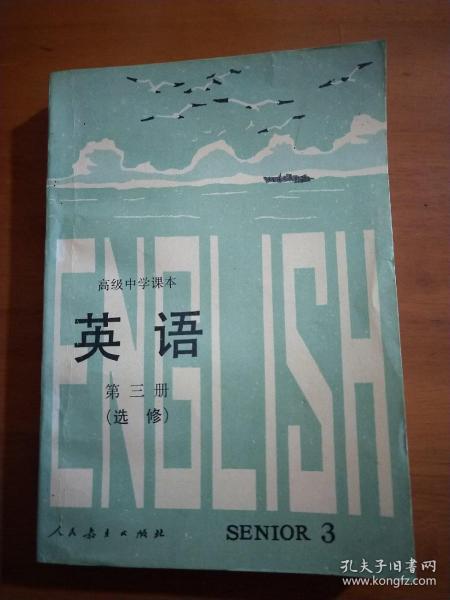 ENGLISH
高级中学课本
英语
第三册
(选修)
人民教育出版社
SENIOR 3
孔夫子旧书网
www.kongfz.com